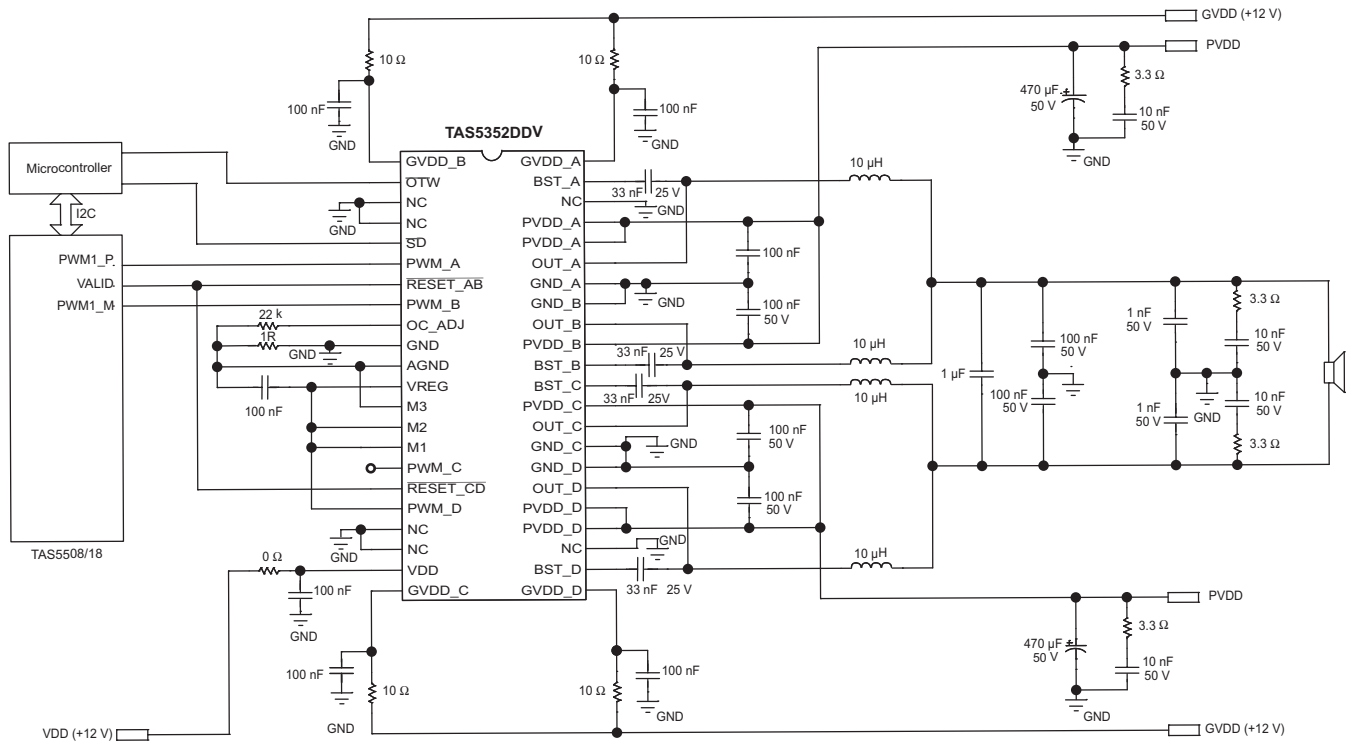 GVDD (+12 V)
PVDD
10 Ω
10 Ω
3.3 Ω
470 µF
50 V
+
10 nF
50 V
100 nF
GND
100 nF
GND
GND
TAS5352DDV
Microcontroller
I2C
PWM1_P
VALID
PWM1_M
TAS5508/18
GVDD_B
OTW
NC
NC
SD
PWM_A
RESET_AB
PWM_B
OC_ADJ
GND
AGND
VREG
M3
M2
M1
PWM_C
RESET_CD
PWM_D
NC
NC
VDD
GVDD_C
GVDD_A
BST_A
NC
PVDD_A
PVDD_A
OUT_A
GND_A
GND_B
OUT_B
PVDD_B
BST_B
BST_C
PVDD_C
OUT_C
GND_C
GND_D
OUT_D
PVDD_D
PVDD_D
NC
BST_D
GVDD_D
GND
22 k
1R
GND
100 nF
GND
0 Ω
100 nF
GND
33 nF 25 V
GND
100 nF
50 V
GND
100 nF
50 V
33 nF 25 V
33 nF 25V
100 nF
50 V
GND
100 nF
50 V
GND
33 nF 25 V
10 µH
10 µH
10 µH
10 µH
1 µF
100 nF
50 V
100 nF
50 V
1 nF
50 V
1 nF
50 V
GND
3.3 Ω
10 nF
50 V
10 nF
50 V
3.3 Ω
PVDD
3.3 Ω
470 µF
50 V
+
10 nF
50 V
GND
100 nF
10 Ω
GND
10 Ω
100 nF
GND
VDD (+12 V)
GVDD (+12 V)